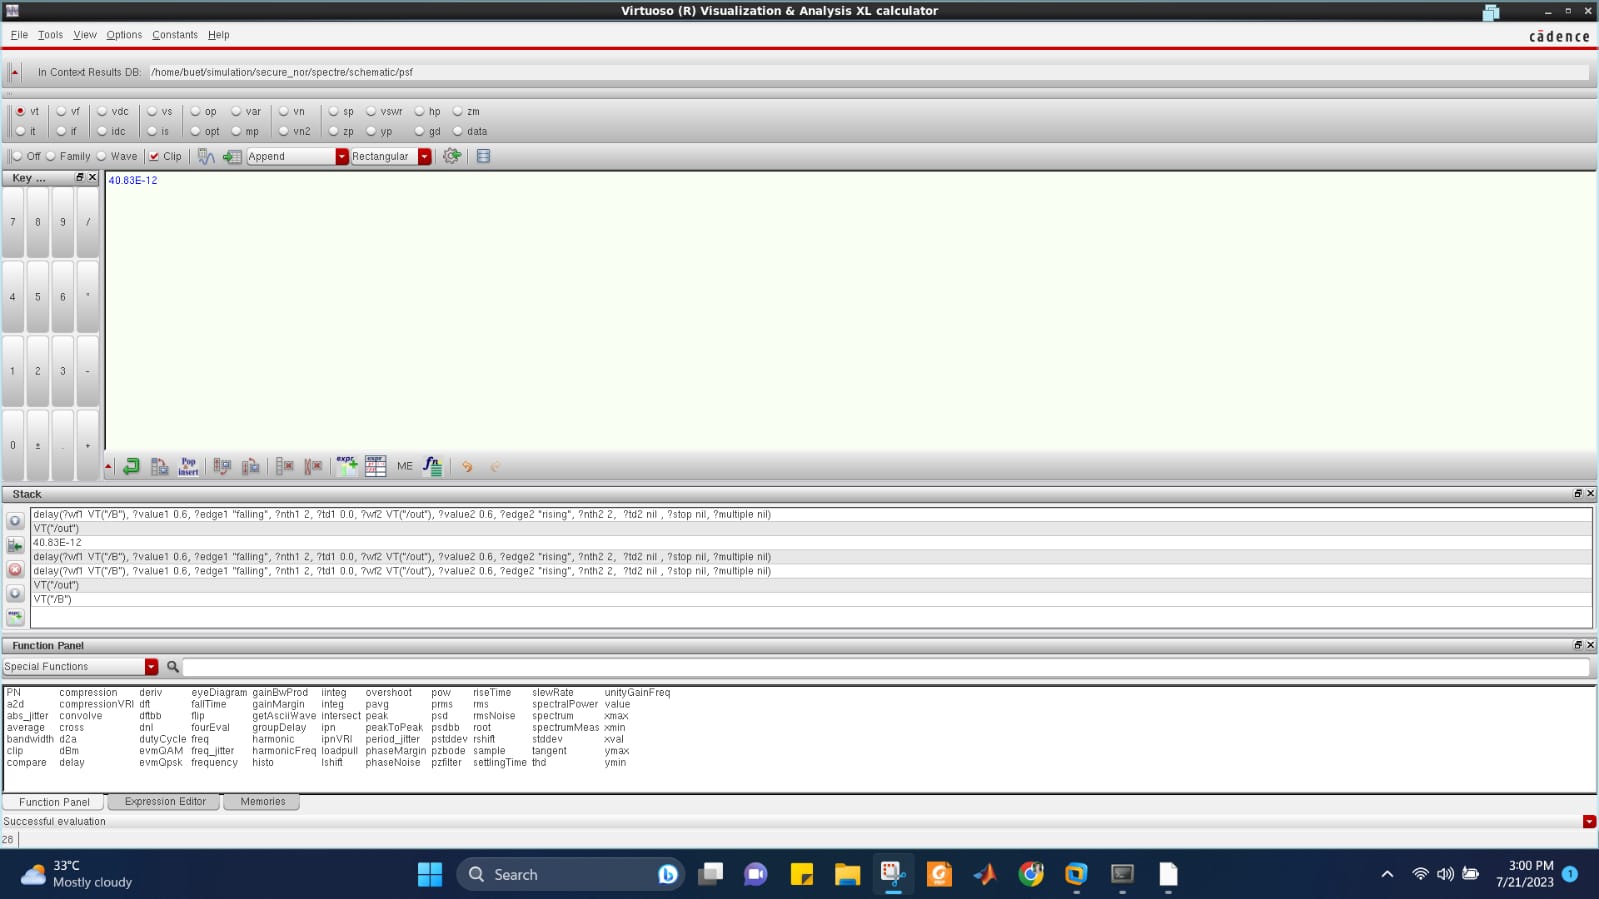 Virtuoso (R) Visualization & Analysis XL calculator
File Tools View Options Constants Help
cādence
In Context Results DB: /home/buet/simulation/secure_nor/spectre/schematic/psf
vt vf vdc vs op var vn sp vswr hp zm
it if idc is opt mp vn2 zp yp gd data
Off Family Wave Clip Append Rectangular
Key ...
40.83E-12
7 8 9 /
4 5 6 *
1 2 3 -
0 ± . +
Pop insert expr expr ME fn
Stack
delay(?wf1 VT("/B"), ?value1 0.6, ?edge1 "falling", ?nth1 2, ?td1 0.0, ?wf2 VT("/out"), ?value2 0.6, ?edge2 "rising", ?nth2 2,  ?td2 nil , ?stop nil, ?multiple nil)
VT("/out")
40.83E-12
delay(?wf1 VT("/B"), ?value1 0.6, ?edge1 "falling", ?nth1 2, ?td1 0.0, ?wf2 VT("/out"), ?value2 0.6, ?edge2 "rising", ?nth2 2,  ?td2 nil , ?stop nil, ?multiple nil)
delay(?wf1 VT("/B"), ?value1 0.6, ?edge1 "falling", ?nth1 2, ?td1 0.0, ?wf2 VT("/out"), ?value2 0.6, ?edge2 "rising", ?nth2 2,  ?td2 nil , ?stop nil, ?multiple nil)
VT("/out")
VT("/B")
expr
Function Panel
Special Functions
PN compression deriv eyeDiagram gainBwProd iinteg overshoot pow riseTime slewRate unityGainFreq
a2d compressionVRI dft fallTime gainMargin integ pavg prms rms spectralPower value
abs_jitter convolve dftbb flip getAsciiWave intersect peak psd rmsNoise spectrum xmax
average cross dnl fourEval groupDelay ipn peakToPeak psdbb root spectrumMeas xmin
bandwidth d2a dutyCycle freq harmonic ipnVRI period_jitter pstddev rshift stddev xval
clip dBm evmQAM freq_jitter harmonicFreq loadpull phaseMargin pzbode sample tangent ymax
compare delay evmQpsk frequency histo lshift phaseNoise pzfilter settlingTime thd ymin
Function Panel Expression Editor Memories
Successful evaluation
28
33°C
Mostly cloudy
Search
3:00 PM
7/21/2023
1